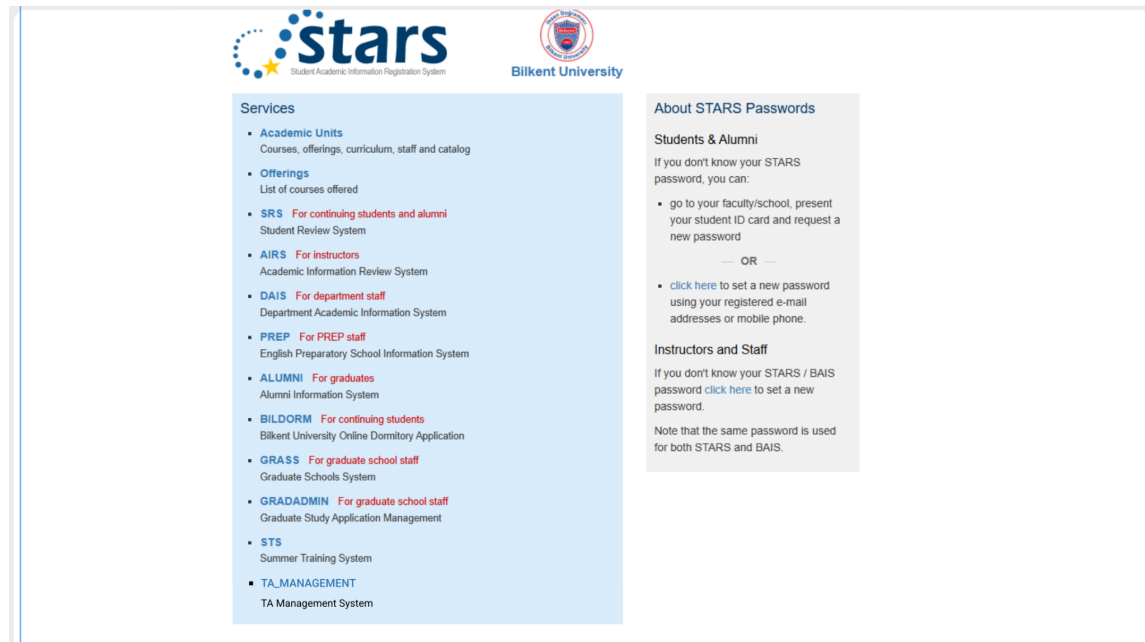 stars
Student Academic Information Registration System
İhsan Doğramacı
Bilkent
Bilkent University
Bilkent University
Services
Academic Units
Courses, offerings, curriculum, staff and catalog
Offerings
List of courses offered
SRS For continuing students and alumni
Student Review System
AIRS For instructors
Academic Information Review System
DAIS For department staff
Department Academic Information System
PREP For PREP staff
English Preparatory School Information System
ALUMNI For graduates
Alumni Information System
BILDORM For continuing students
Bilkent University Online Dormitory Application
GRASS For graduate school staff
Graduate Schools System
GRADADMIN For graduate school staff
Graduate Study Application Management
STS
Summer Training System
TA_MANAGEMENT
TA Management System
About STARS Passwords
Students & Alumni
If you don't know your STARS
password, you can:
go to your faculty/school, present
your student ID card and request a
new password
OR
click here to set a new password
using your registered e-mail
addresses or mobile phone.
Instructors and Staff
If you don't know your STARS / BAIS
password click here to set a new
password.
Note that the same password is used
for both STARS and BAIS.